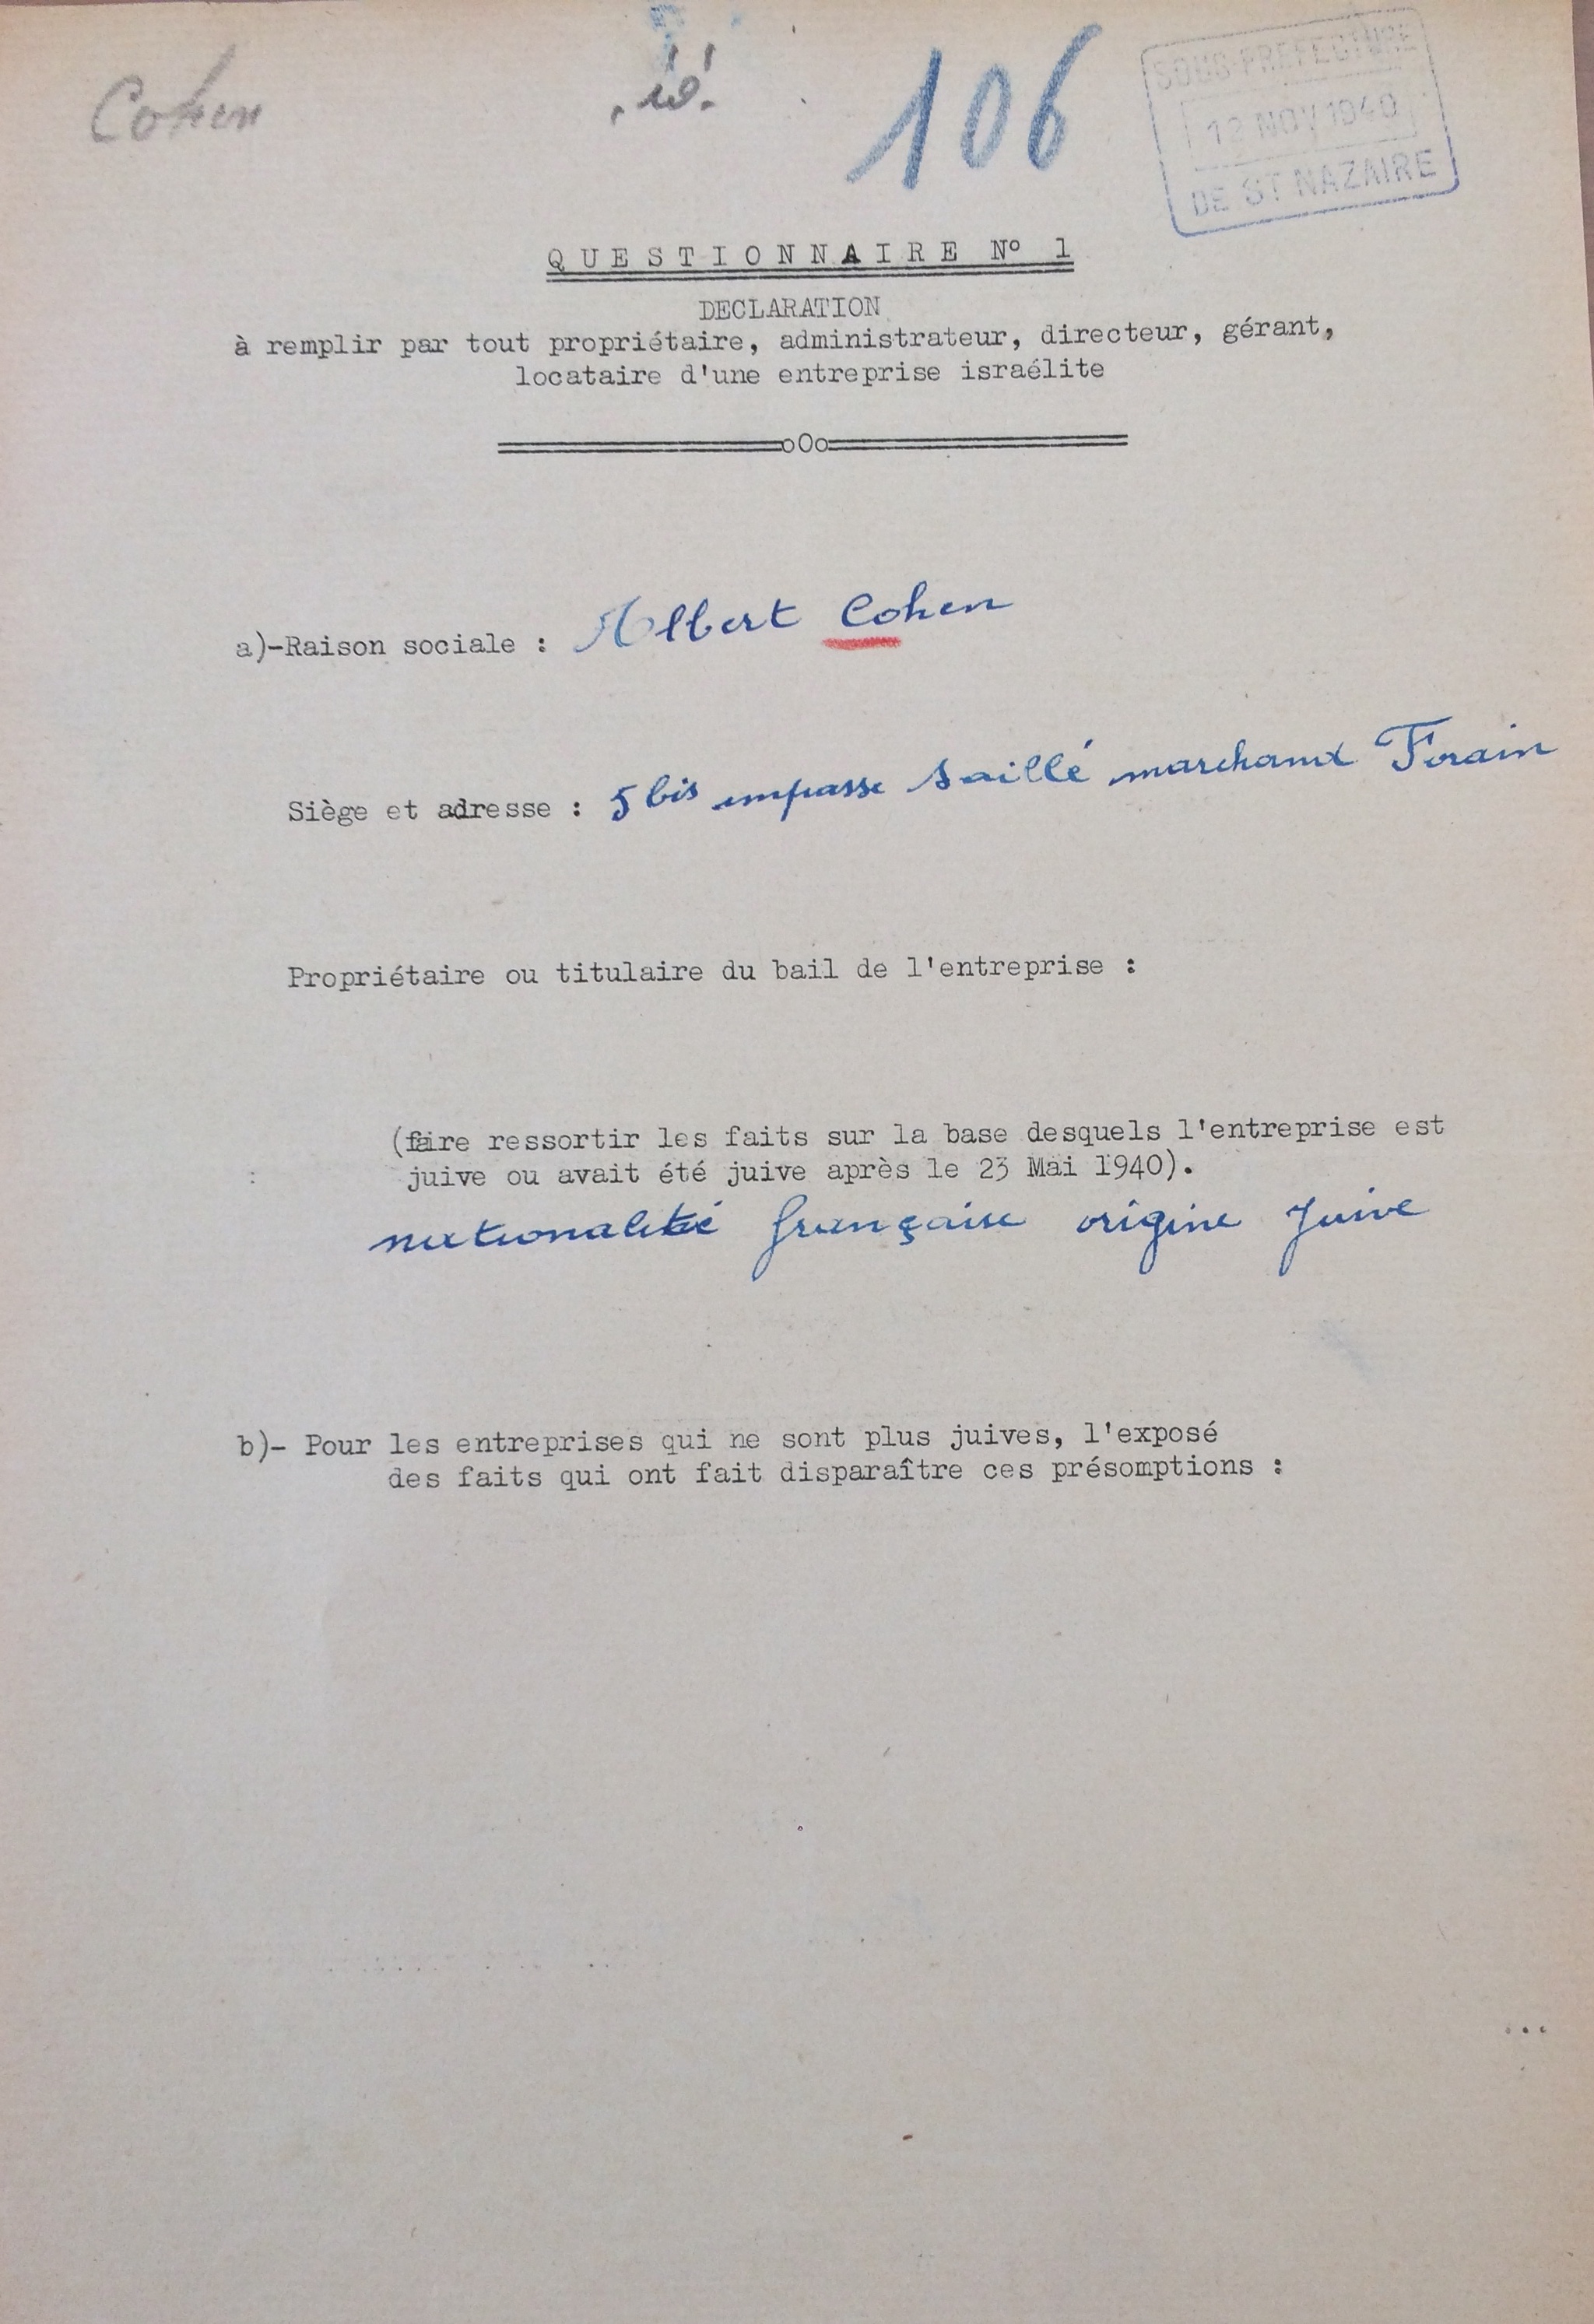 Cohen
106
SOUS-PREFECTURE
12 NOV 1940
DE ST NAZAIRE
QUESTIONNAIRE Nº 1
DECLARATION
à remplir par tout propriétaire, administrateur, directeur, gérant,
locataire d'une entreprise israélite
oOo
a)-Raison sociale : Albert Cohen
Siège et adresse : 5 bis impasse Saillé marchand Forain
Propriétaire ou titulaire du bail de l'entreprise :
(faire ressortir les faits sur la base desquels l'entreprise est
juive ou avait été juive après le 23 Mai 1940).
nationalité française origine Juive
b)- Pour les entreprises qui ne sont plus juives, l'exposé
des faits qui ont fait disparaître ces présomptions :
...